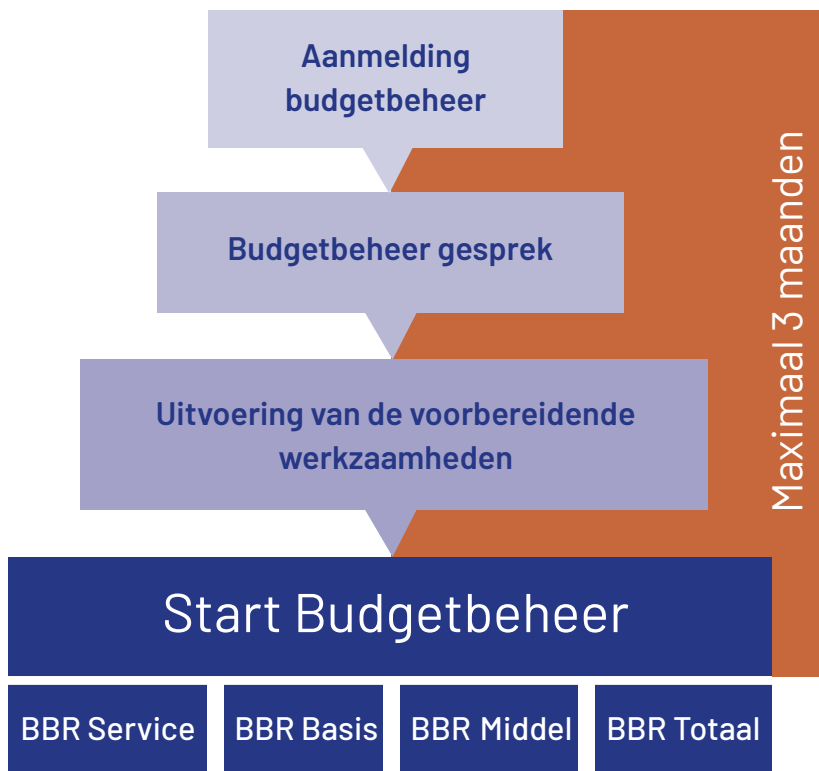 Aanmelding
budgetbeheer
Budgetbeheer gesprek
Uitvoering van de voorbereidende
werkzaamheden
Maximaal 3 maanden
Start Budgetbeheer
BBR Service
BBR Basis
BBR Middel
BBR Totaal